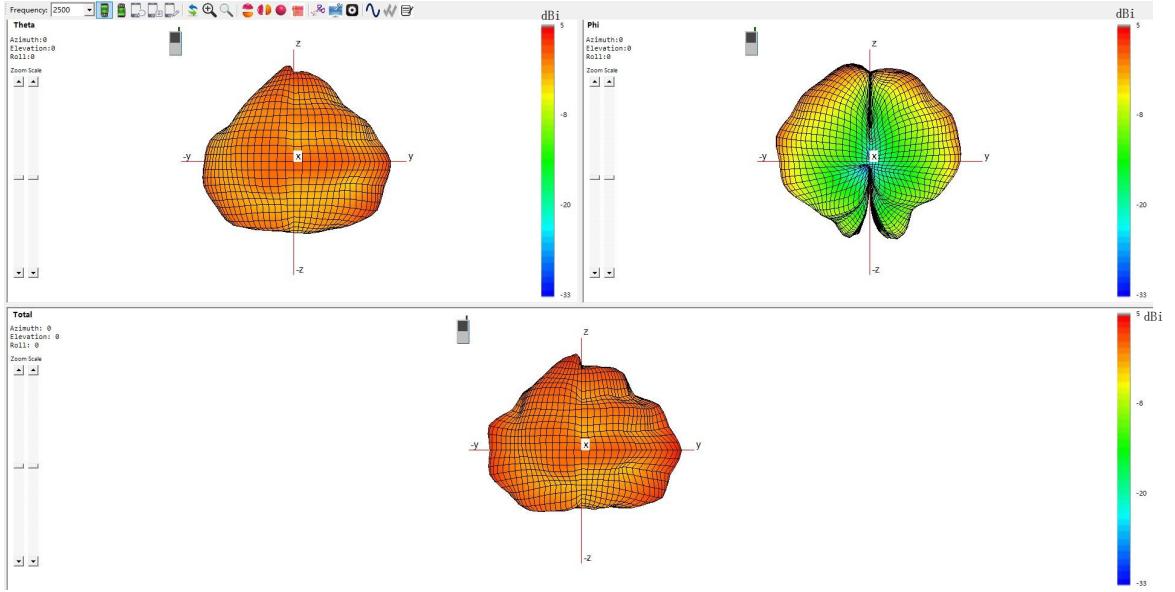 Frequency: 2500
dBi
dBi
Theta
Azimuth:0
Elevation:0
Roll:0
Zoom Scale
z
-y
x
y
-z
5
-8
-20
-33
Phi
Azimuth:0
Elevation:0
Roll:0
Zoom Scale
z
-y
x
y
-z
5
-8
-20
-33
Total
Azimuth: 0
Elevation: 0
Roll: 0
Zoom Scale
z
-y
x
y
-z
5 dBi
-8
-20
-33